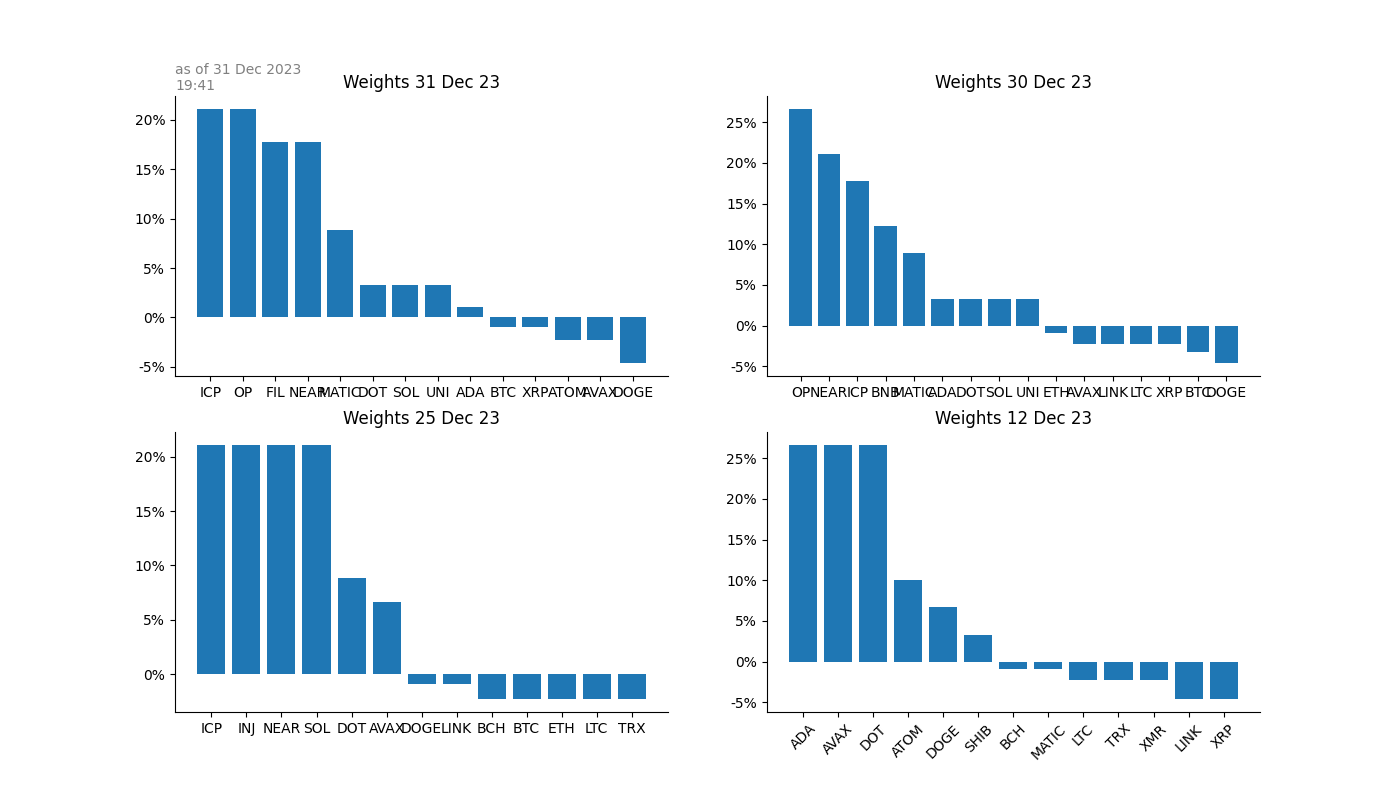 as of 31 Dec 2023
19:41
Weights 31 Dec 23
20%
15%
10%
5%
0%
-5%
ICP OP FIL NEAR MATIC DOT SOL UNI ADA BTC XRP ATOM AVAX DOGE
Weights 30 Dec 23
25%
20%
15%
10%
5%
0%
-5%
OP NEAR ICP BNB MATIC ADA DOT SOL UNI ETH AVAX LINK LTC XRP BTC DOGE
Weights 25 Dec 23
20%
15%
10%
5%
0%
ICP INJ NEAR SOL DOT AVAX DOGE LINK BCH BTC ETH LTC TRX
Weights 12 Dec 23
25%
20%
15%
10%
5%
0%
-5%
ADA AVAX DOT ATOM DOGE SHIB BCH MATIC LTC TRX XMR LINK XRP